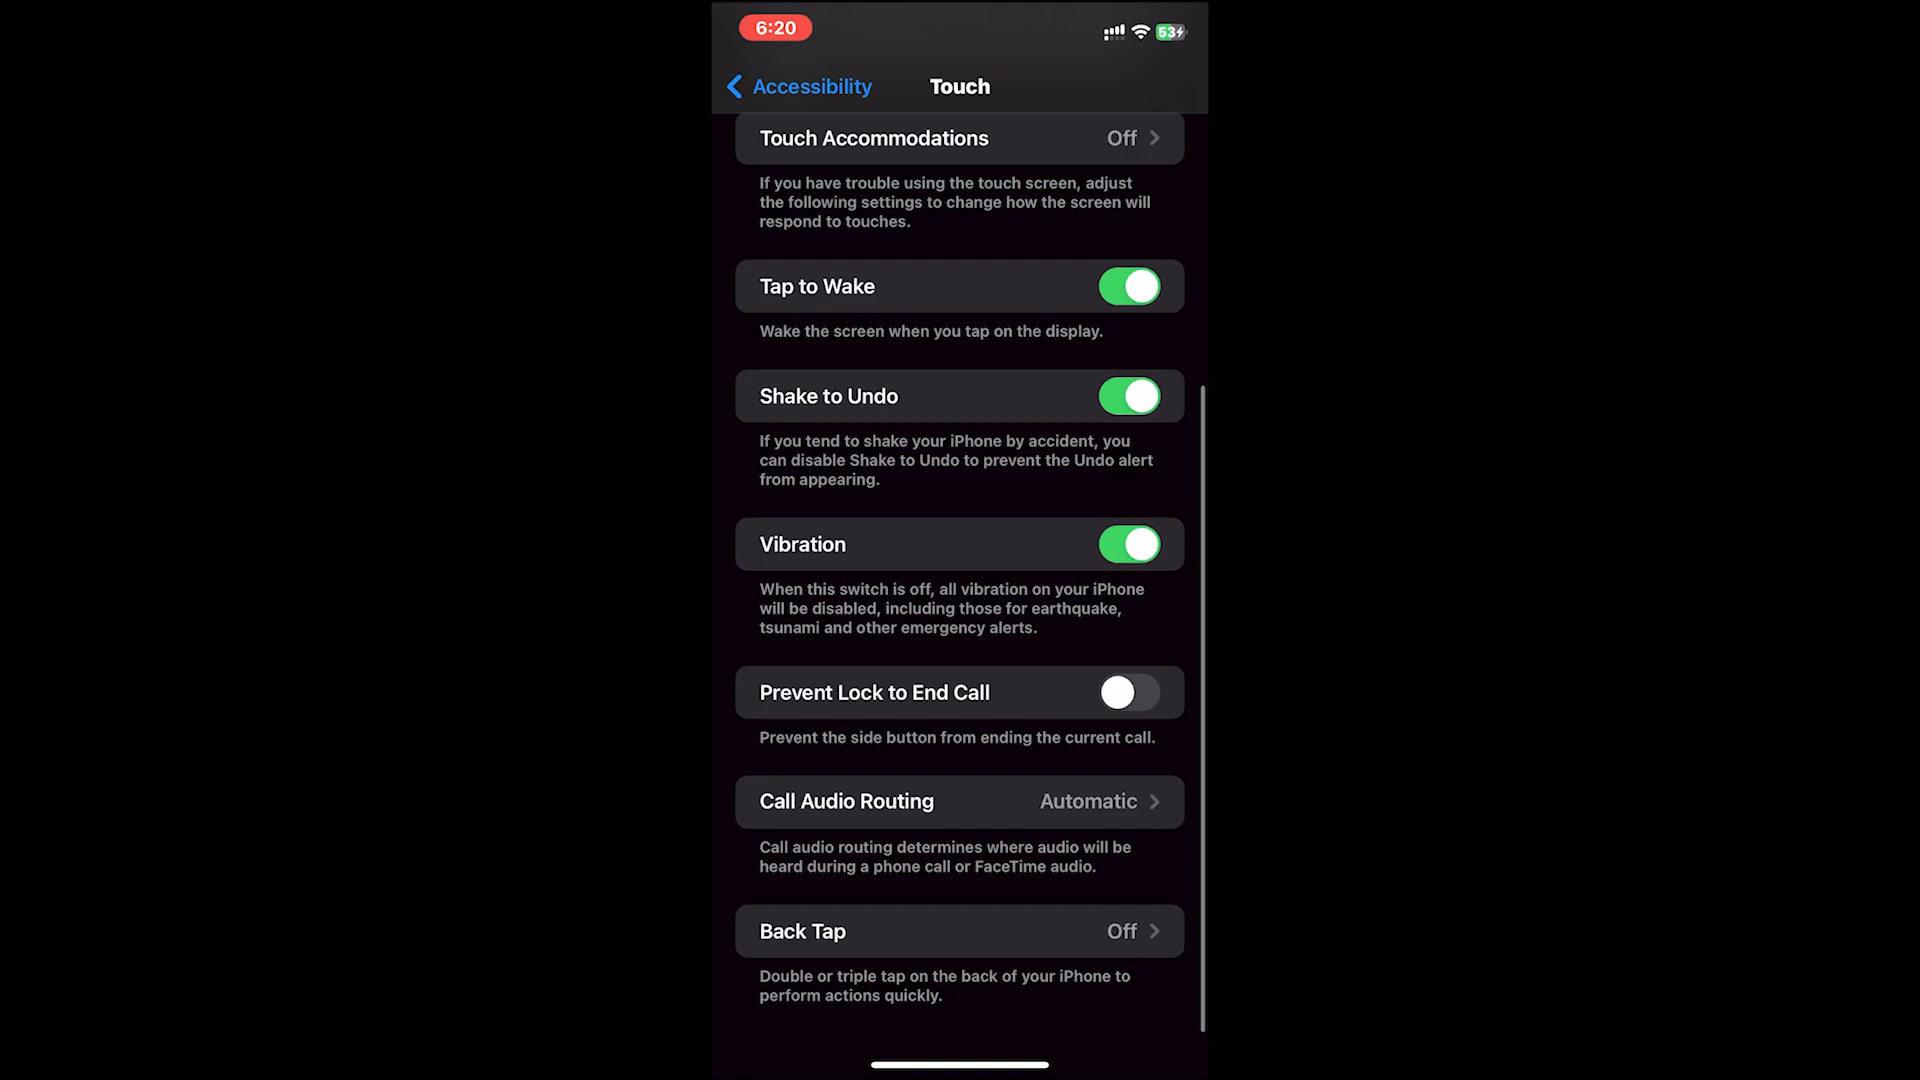 6:20
53
Accessibility
Touch
Touch Accommodations
Off
If you have trouble using the touch screen, adjust
the following settings to change how the screen will
respond to touches.
Tap to Wake
Wake the screen when you tap on the display.
Shake to Undo
If you tend to shake your iPhone by accident, you
can disable Shake to Undo to prevent the Undo alert
from appearing.
Vibration
When this switch is off, all vibration on your iPhone
will be disabled, including those for earthquake,
tsunami and other emergency alerts.
Prevent Lock to End Call
Prevent the side button from ending the current call.
Call Audio Routing
Automatic
Call audio routing determines where audio will be
heard during a phone call or FaceTime audio.
Back Tap
Off
Double or triple tap on the back of your iPhone to
perform actions quickly.